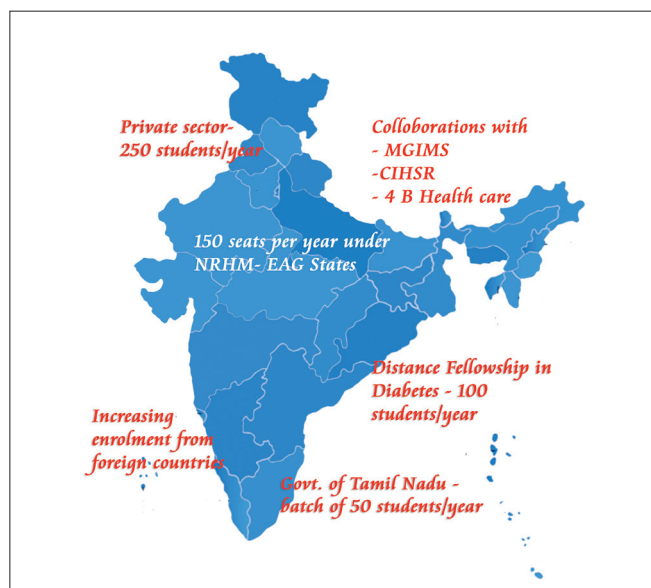 Private sector-
250 students/year
Colloborations with
- MGIMS
-CIHSR
- 4 B Health care
150 seats per year under
NRHM- EAG States
Distance Fellowship in
Diabetes - 100
students/year
Increasing
enrolment from
foreign countries
Govt. of Tamil Nadu -
batch of 50 students/year